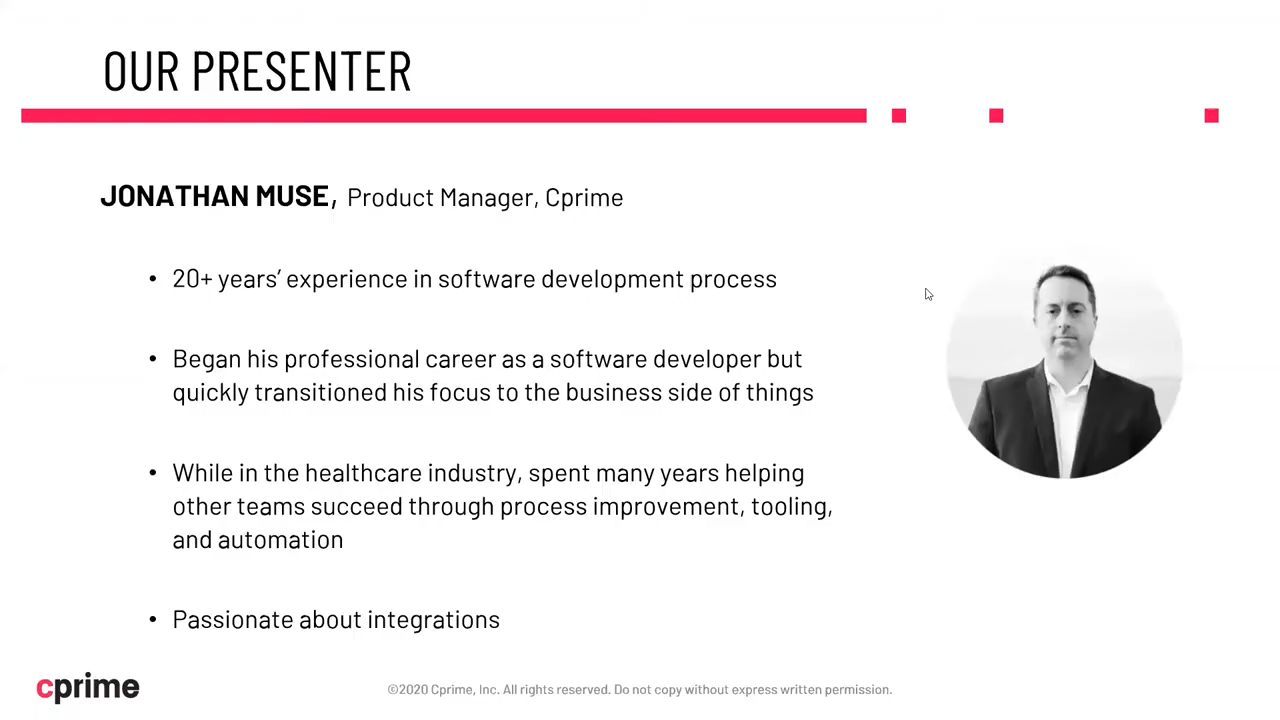 OUR PRESENTER
JONATHAN MUSE, Product Manager, Cprime
• 20+ years’ experience in software development process
• Began his professional career as a software developer but
quickly transitioned his focus to the business side of things
• While in the healthcare industry, spent many years helping
other teams succeed through process improvement, tooling,
and automation
• Passionate about integrations
cprime
©2020 Cprime, Inc. All rights reserved. Do not copy without express written permission.